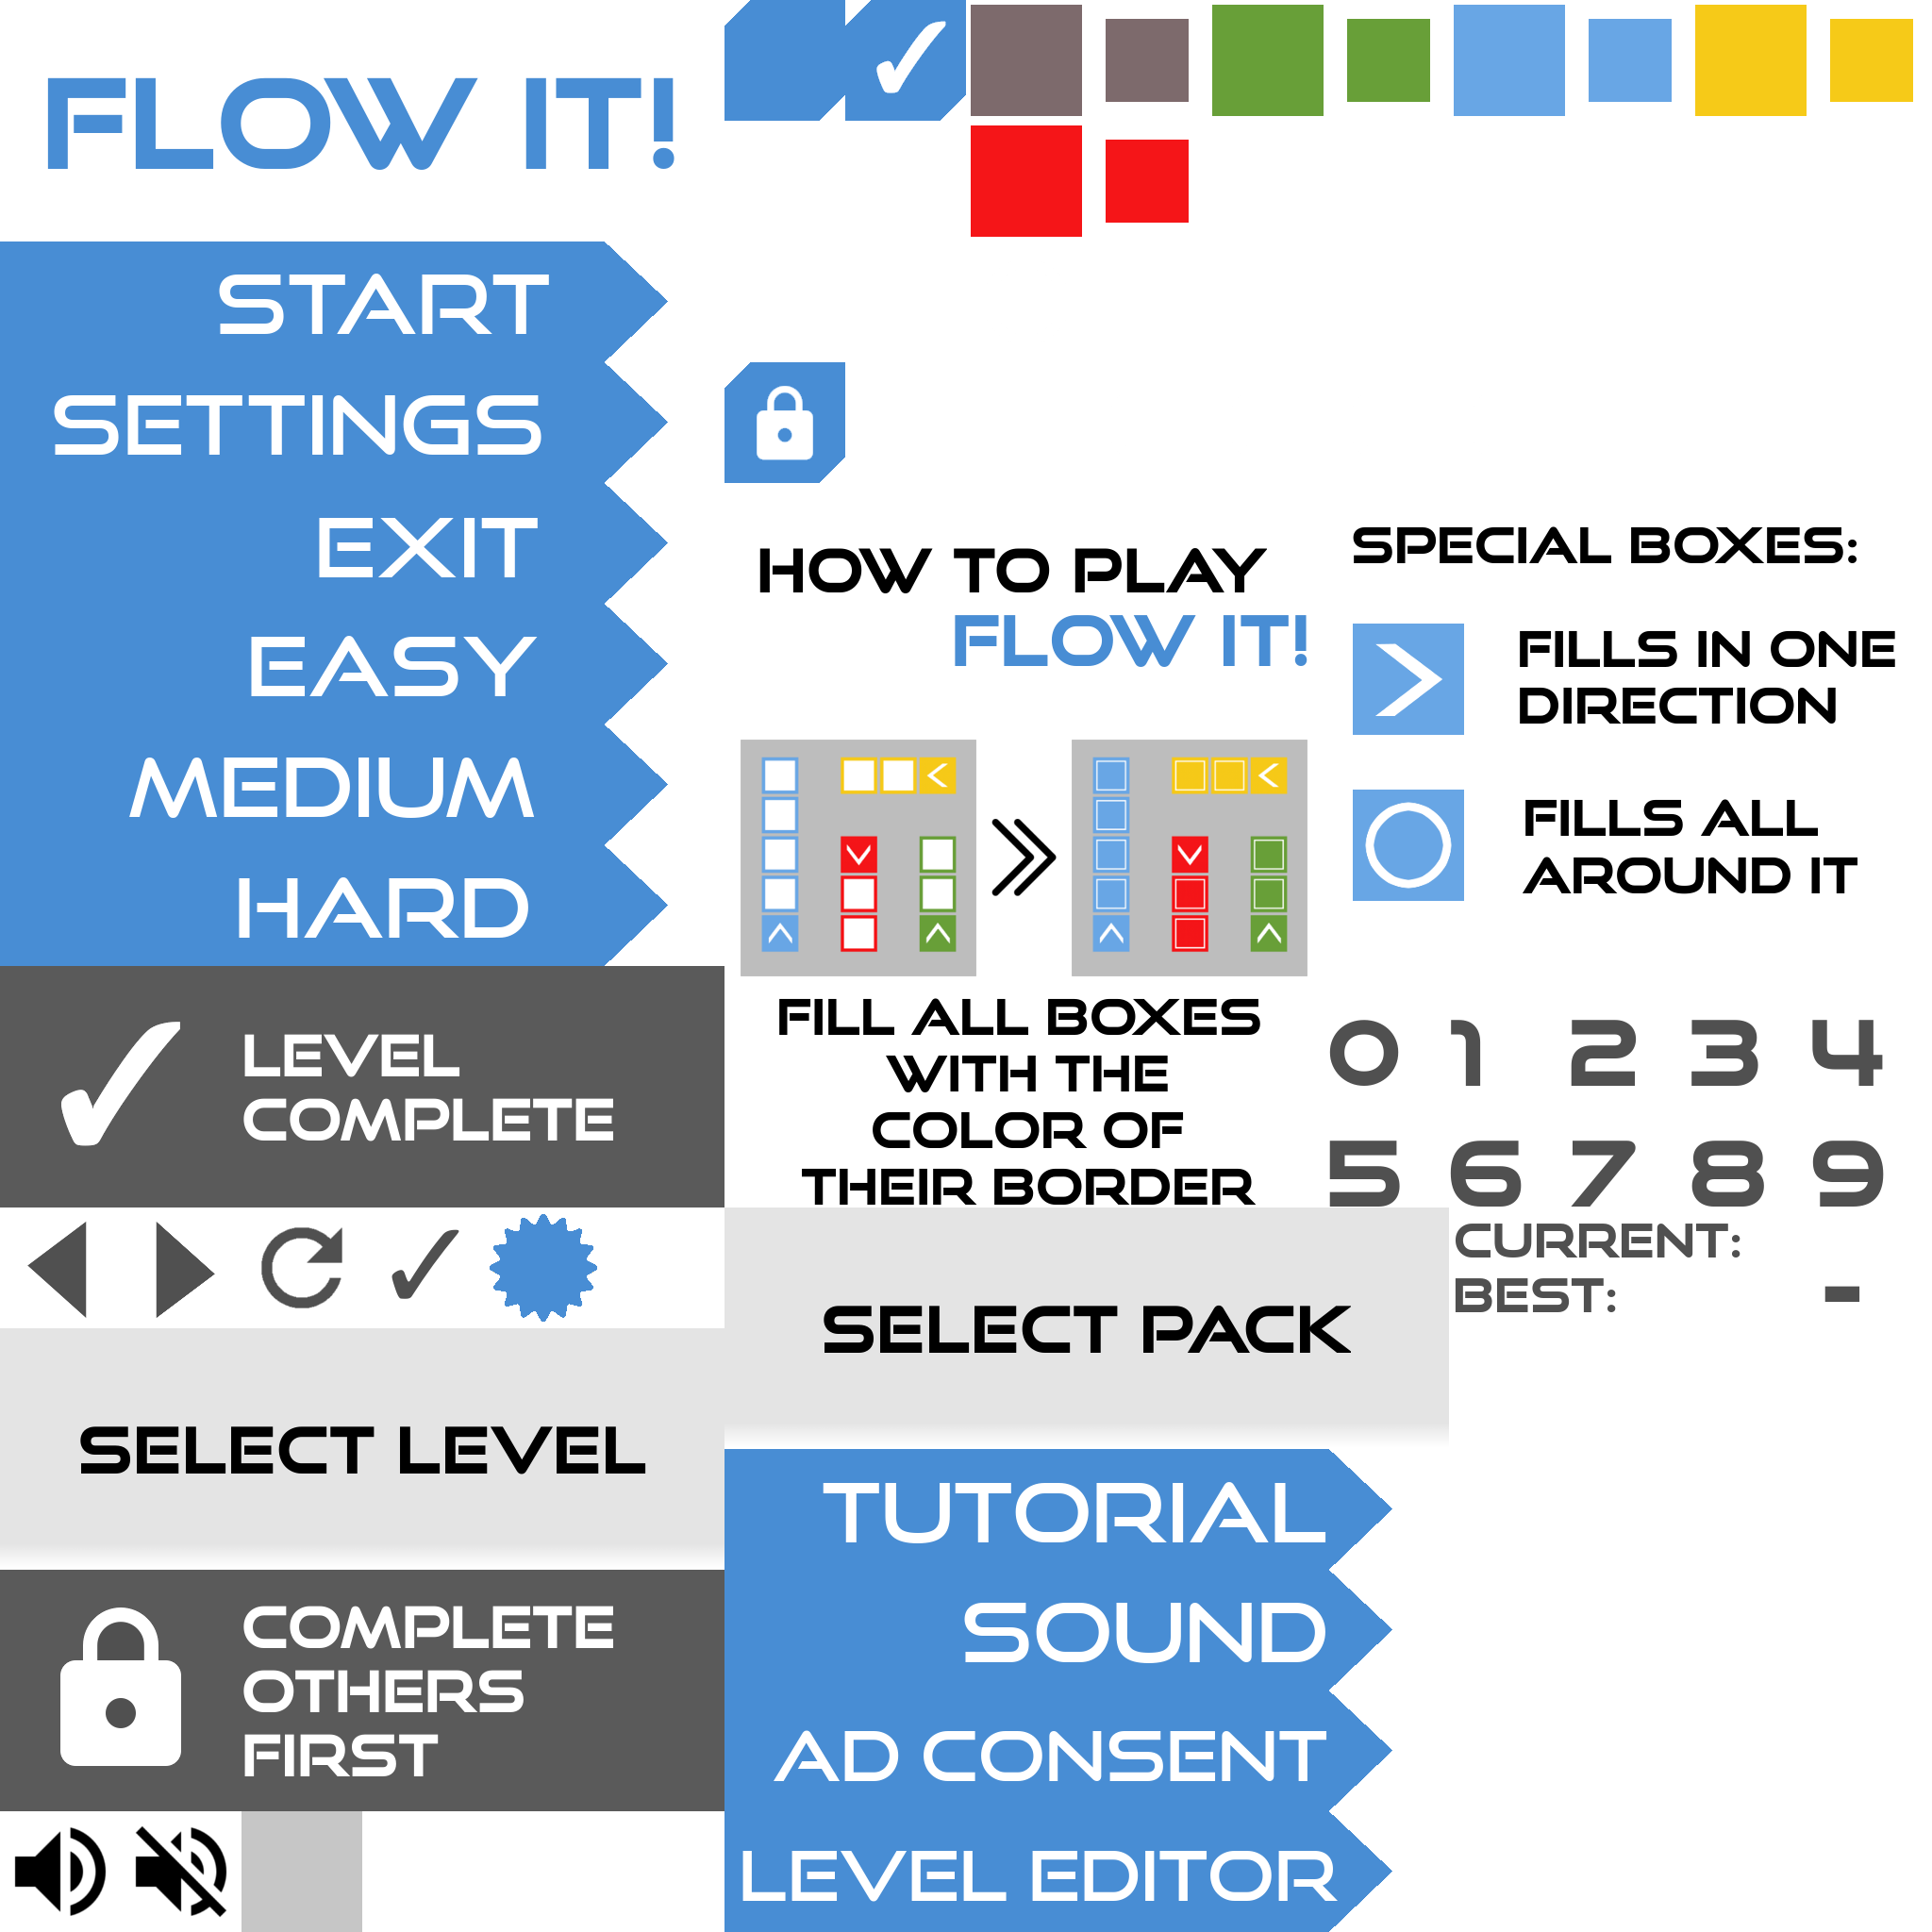 FLOW IT!
START
SETTINGS
EXIT
EASY
MEDIUM
HARD
LEVEL
COMPLETE
SELECT LEVEL
COMPLETE
OTHERS
FIRST
HOW TO PLAY
FLOW IT!
FILL ALL BOXES
WITH THE
COLOR OF
THEIR BORDER
SPECIAL BOXES:
FILLS IN ONE
DIRECTION
FILLS ALL
AROUND IT
0 1 2 3 4
5 6 7 8 9
CURRENT:
BEST: -
SELECT PACK
TUTORIAL
SOUND
AD CONSENT
LEVEL EDITOR